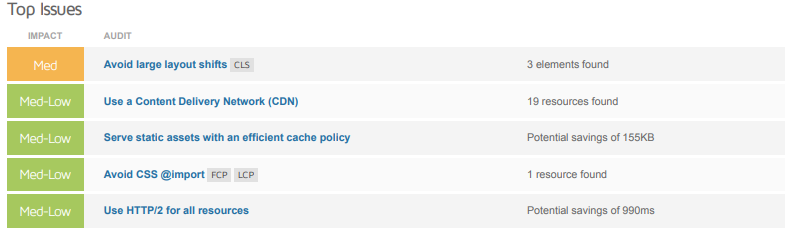 Top Issues
IMPACT AUDIT
Med Avoid large layout shifts CLS 3 elements found
Med-Low Use a Content Delivery Network (CDN) 19 resources found
Med-Low Serve static assets with an efficient cache policy Potential savings of 155KB
Med-Low Avoid CSS @import FCP LCP 1 resource found
Med-Low Use HTTP/2 for all resources Potential savings of 990ms